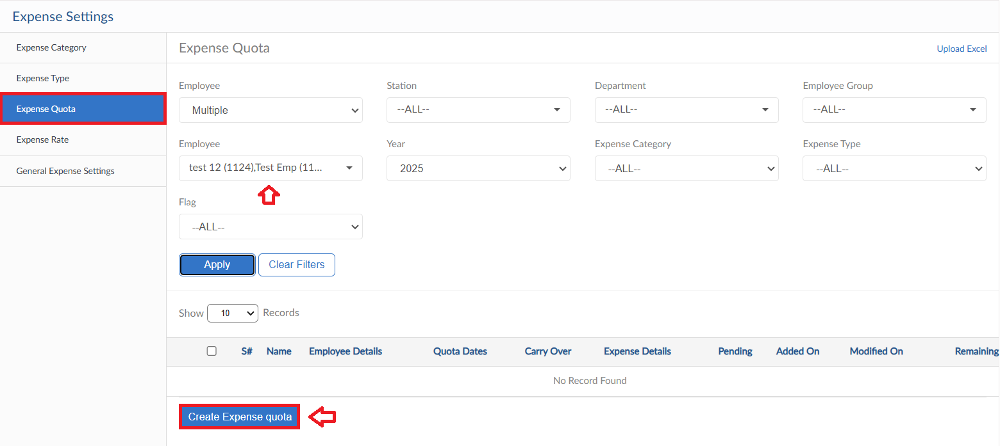 Expense Settings
Expense Category
Expense Type
Expense Quota
Expense Rate
General Expense Settings
Expense Quota
Upload Excel
Employee Station Department Employee Group
Multiple --ALL-- --ALL-- --ALL--
Employee Year Expense Category Expense Type
test 12 (1124),Test Emp (11... 2025 --ALL-- --ALL--
Flag
--ALL--
Apply Clear Filters
Show 10 Records
S# Name Employee Details Quota Dates Carry Over Expense Details Pending Added On Modified On Remaining
No Record Found
Create Expense quota